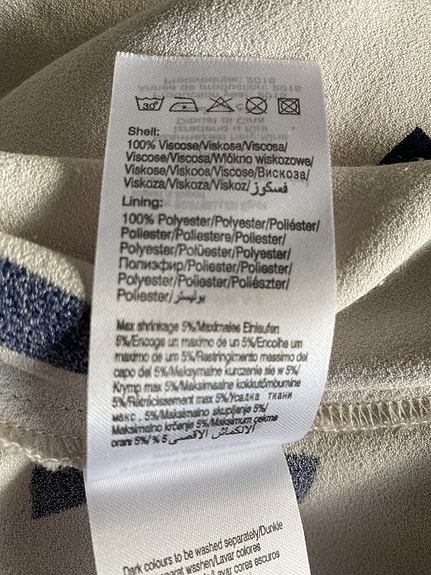 30°
Shell:
100% Viscose/Viskose/Viscosa/
Viscose/Viscosa/Włókno wiskozowe/
Viskose/Viskoos/Viscose/Вискоза/
Viskoza/Viskoza/Viskoz/فسكوز
Lining:
100% Polyester/Polyester/Poliéster/
Poliester/Poliestere/Poliester/
Polyester/Polüester/Polyester/
Полиэфир/Poliester/Poliészter/
Polyester/Poliester/Poliester/
Poliester/بوليستر
Max shrinkage 5%/Maximales Einlaufen
5%/Encoge un máximo de un 5%/Encolhe um
máximo de um 5%/Restringimento massimo del
capo del 5%/Maksymalne kurczenie się w 5%/
Krymp max 5%/Maksimaalne kokkutõmbumine
5%/Rétrécissement max 5%/Усадка ткани
макс. 5%/Maksimalno skupljanje 5%/
Maksimalno krčenje 5%/Maksimum çekme
oranı 5%/% 5 الانكماش الاقصى
Dark colours to be washed separately/Dunkle
washen/Lavar colores
/Lavar cores escuros